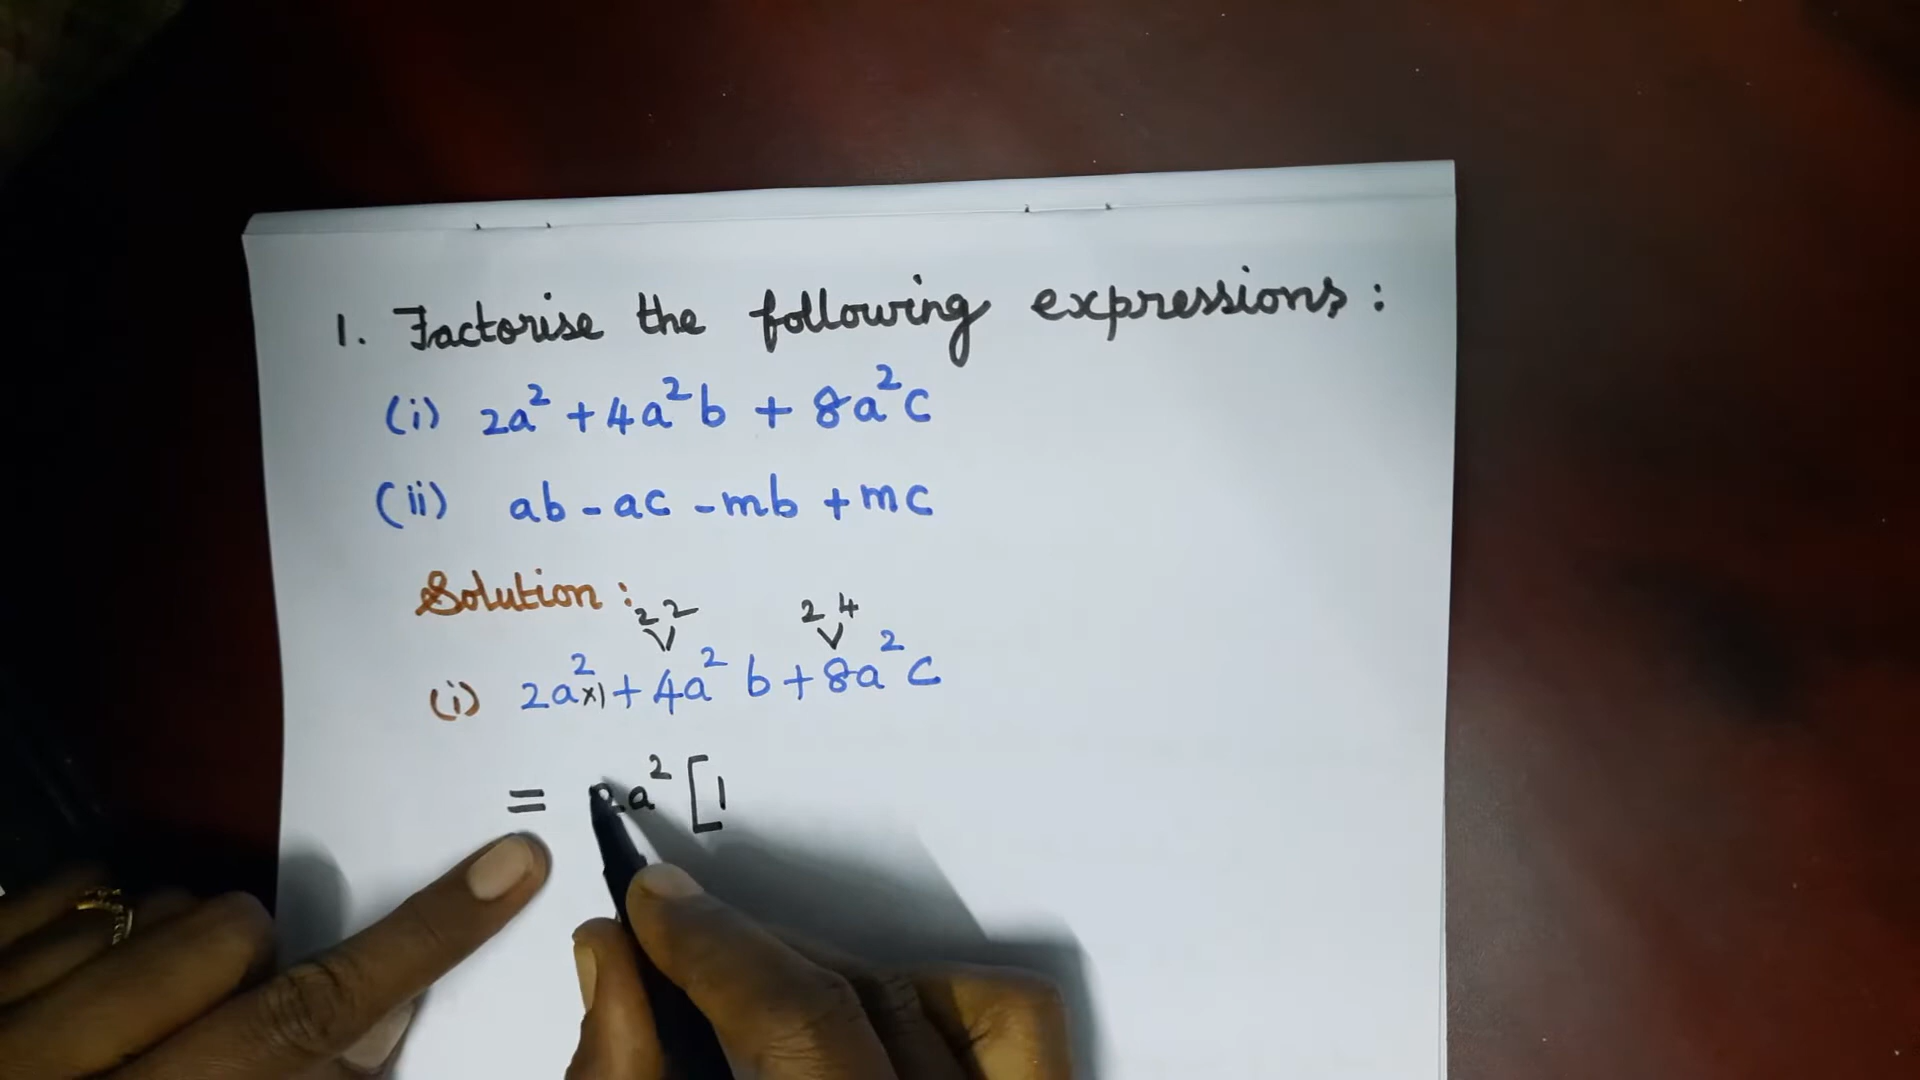 1. Factorise the following expressions:
(i) 2a² + 4a²b + 8a²c
(ii) ab - ac - mb + mc
Solution:
2 2 2 4
(i) 2a²×1 + 4a² b + 8a²c
= 2a² [1